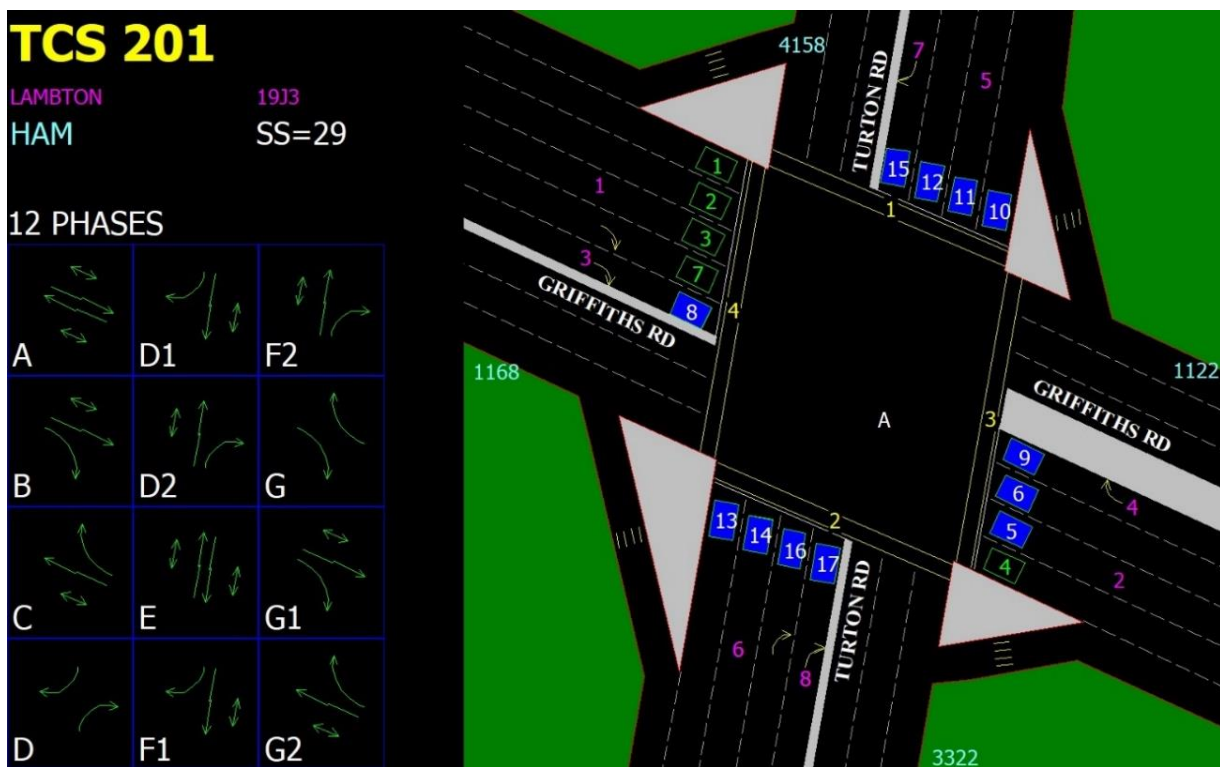 TCS 201
LAMBTON 19J3
HAM SS=29
12 PHASES
A D1 F2
B D2 G
C E G1
D F1 G2
4158
7
5
TURTON RD
15 12 11 10
1
1
1
2
3
7
8
3
4
GRIFFITHS RD
1168
1122
GRIFFITHS RD
A
3
9
6
5
4
4
2
13 14 16 17
2
TURTON RD
6
8
3322